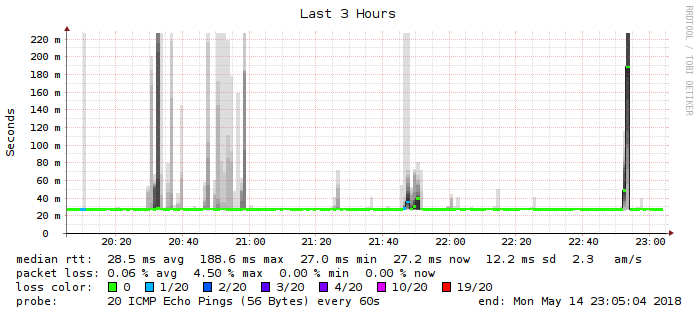 Last 3 Hours
RRDTOOL / TOBI OETIKER
Seconds
220 m
200 m
180 m
160 m
140 m
120 m
100 m
80 m
60 m
40 m
20 m
0
20:20 20:40 21:00 21:20 21:40 22:00 22:20 22:40 23:00
median rtt: 28.5 ms avg 188.6 ms max 27.0 ms min 27.2 ms now 12.2 ms sd 2.3 am/s
packet loss: 0.06 % avg 4.50 % max 0.00 % min 0.00 % now
loss color: 0 1/20 2/20 3/20 4/20 10/20 19/20
probe: 20 ICMP Echo Pings (56 Bytes) every 60s end: Mon May 14 23:05:04 2018